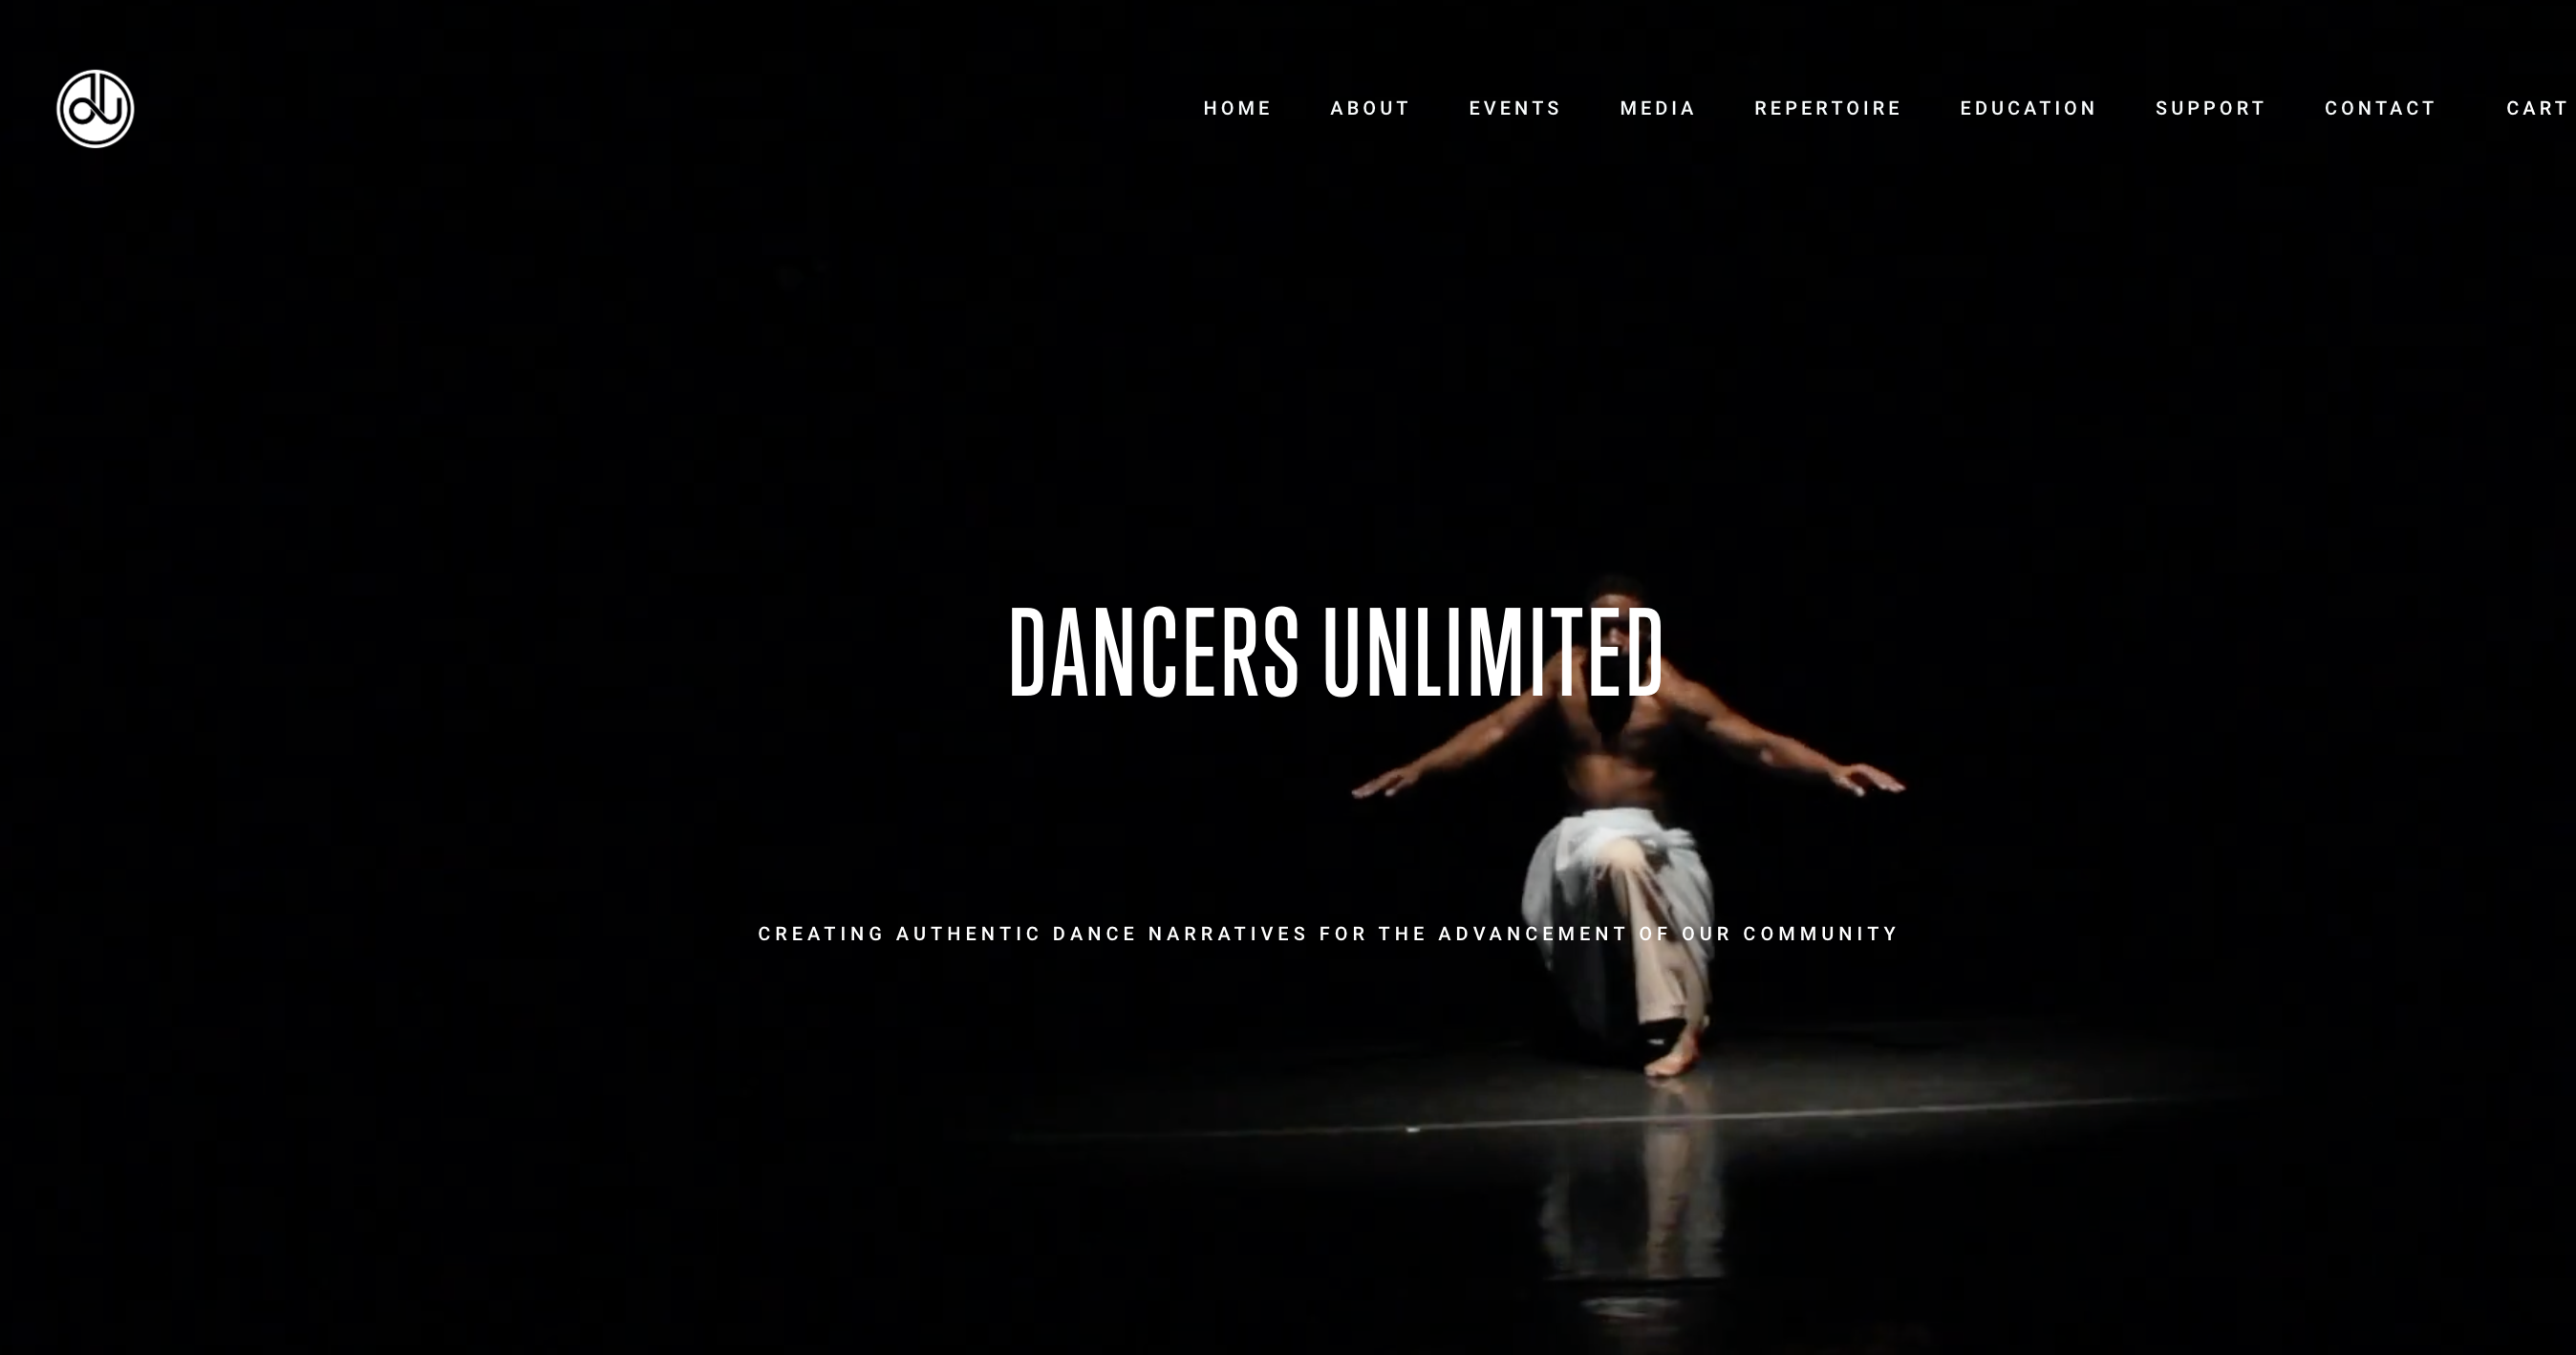 du
HOME ABOUT EVENTS MEDIA REPERTOIRE EDUCATION SUPPORT CONTACT CART
DANCERS UNLIMITED
CREATING AUTHENTIC DANCE NARRATIVES FOR THE ADVANCEMENT OF OUR COMMUNITY